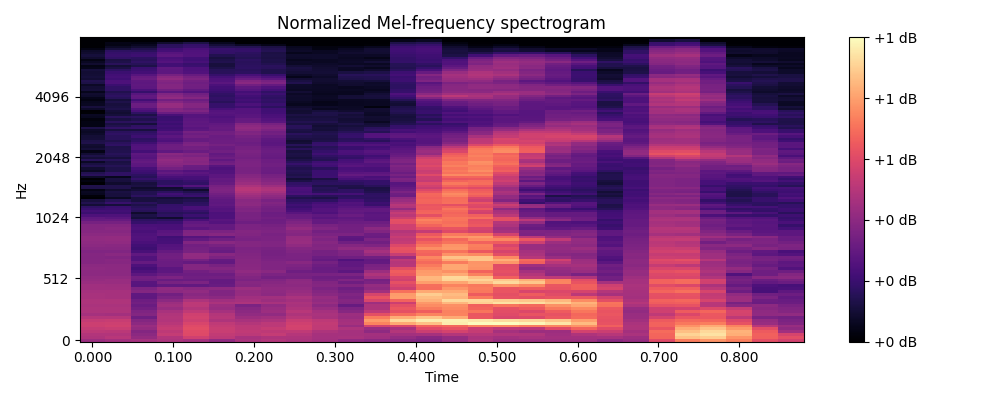 Normalized Mel-frequency spectrogram
+1 dB
4096
+1 dB
2048
+1 dB
Hz
1024
+0 dB
512
+0 dB
0
+0 dB
0.000 0.100 0.200 0.300 0.400 0.500 0.600 0.700 0.800
Time